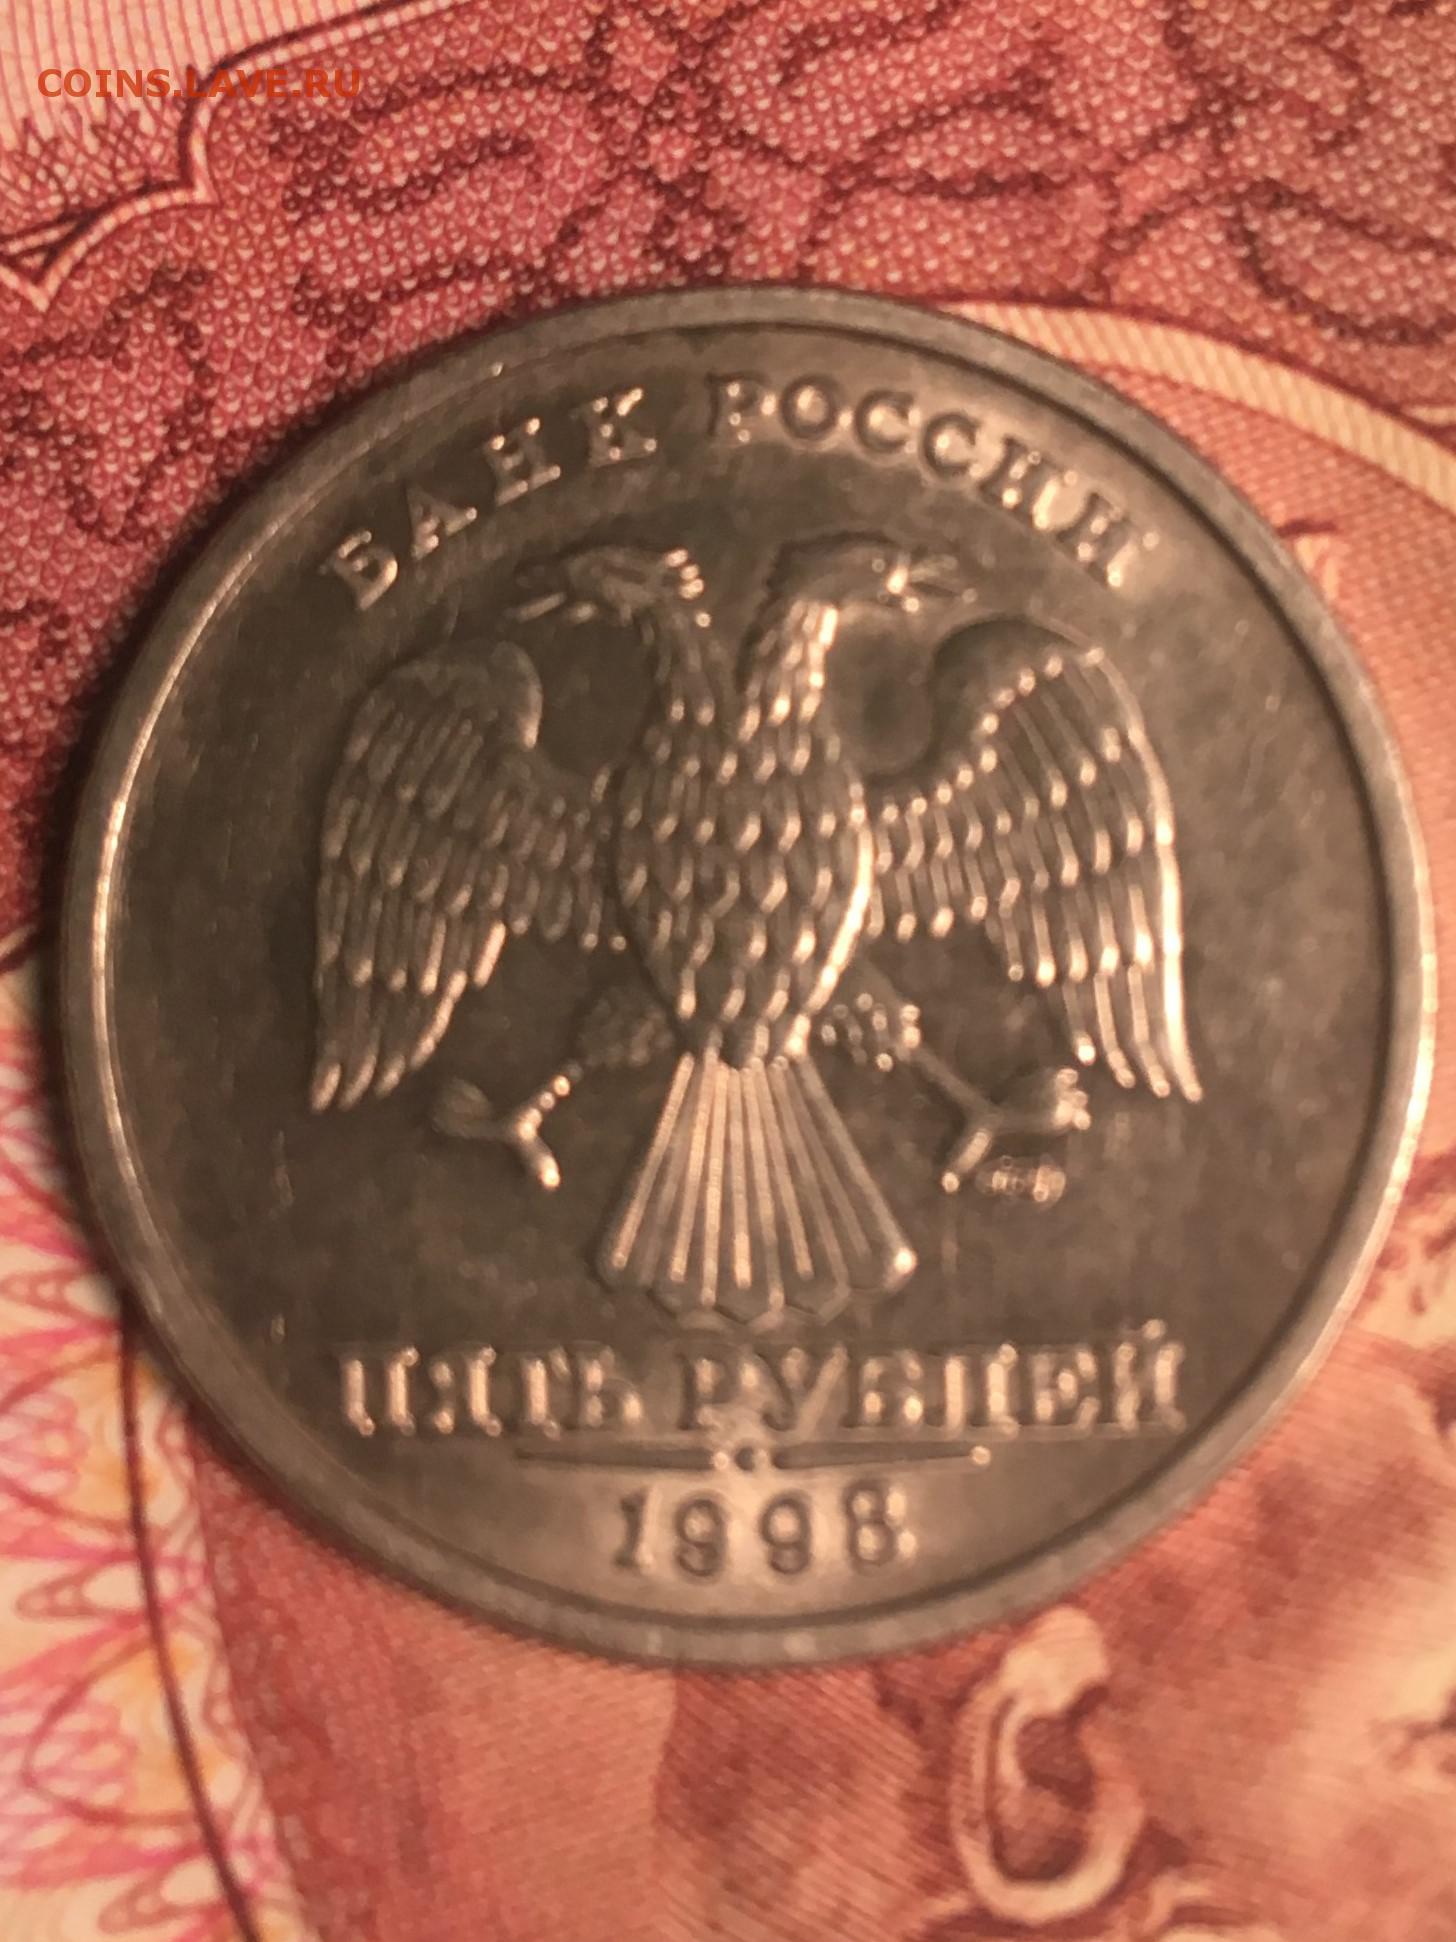 COINS.LAVE.RU
БАНК РОССИИ
ПЯТЬ РУБЛЕЙ
1998